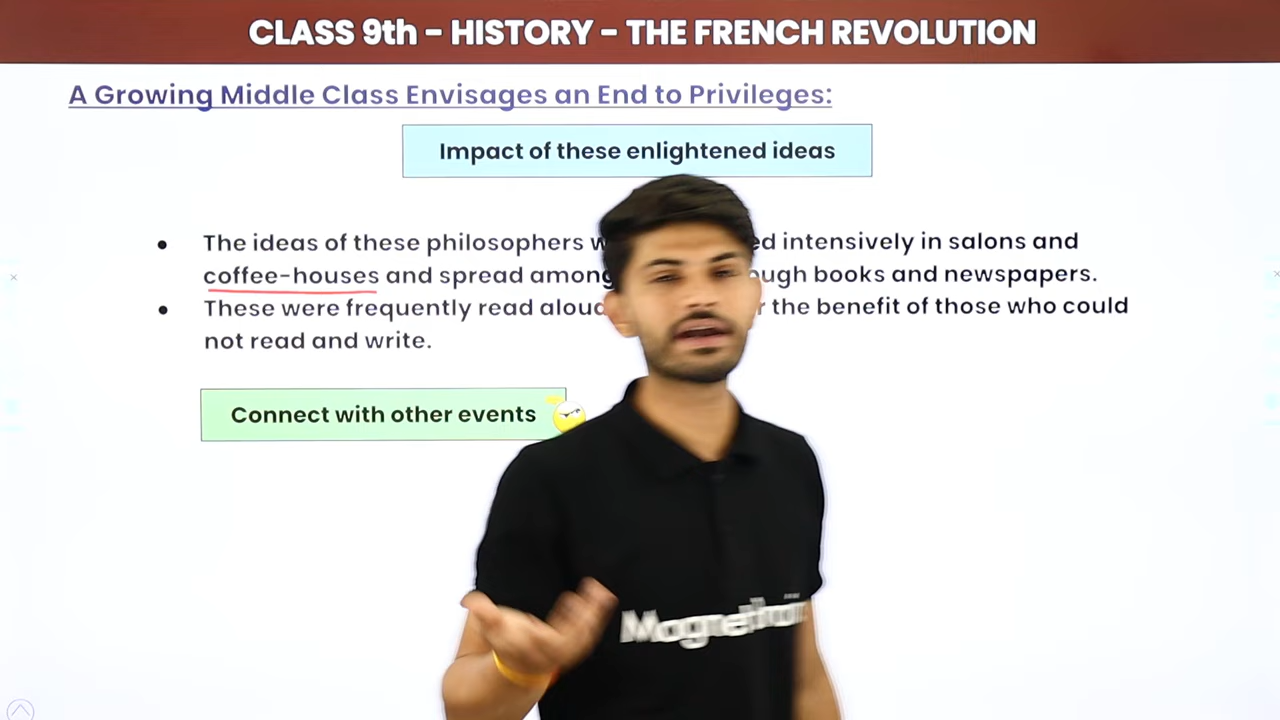 CLASS 9th - HISTORY - THE FRENCH REVOLUTION
A Growing Middle Class Envisages an End to Privileges:
Impact of these enlightened ideas
• The ideas of these philosophers ed intensively in salons and
coffee-houses and spread among ugh books and newspapers.
• These were frequently read aloud the benefit of those who could
not read and write.
Connect with other events